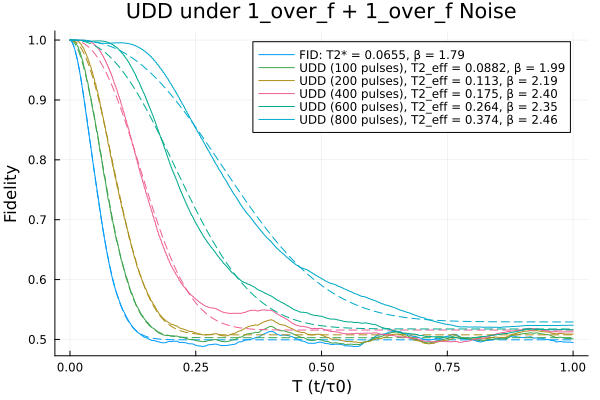 UDD under 1_over_f + 1_over_f Noise
Fidelity
1.0
0.9
0.8
0.7
0.6
0.5
FID: T2* = 0.0655, β = 1.79
UDD (100 pulses), T2_eff = 0.0882, β = 1.99
UDD (200 pulses), T2_eff = 0.113, β = 2.19
UDD (400 pulses), T2_eff = 0.175, β = 2.40
UDD (600 pulses), T2_eff = 0.264, β = 2.35
UDD (800 pulses), T2_eff = 0.374, β = 2.46
0.00 0.25 0.50 0.75 1.00
T (t/τ0)